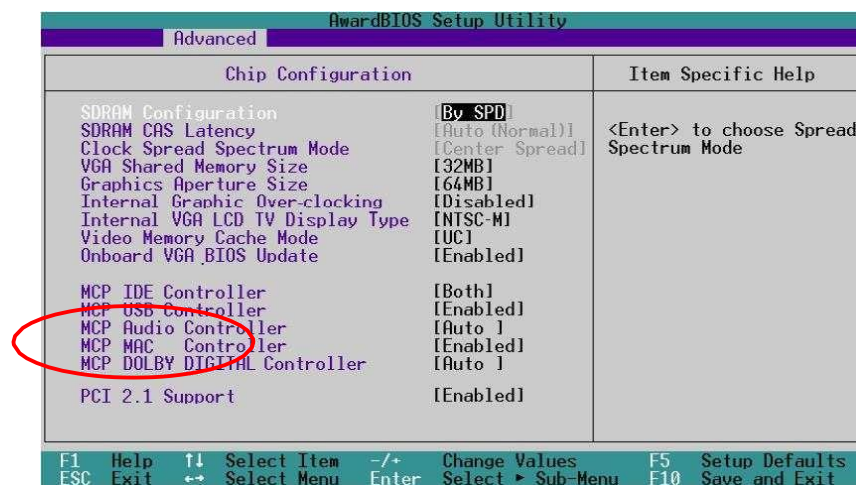 AwardBIOS Setup Utility
Advanced
Chip Configuration
Item Specific Help
SDRAM Configuration [By SPD]
SDRAM CAS Latency [Auto(Normal)]
Clock Spread Spectrum Mode [Center Spread]
VGA Shared Memory Size [32MB]
Graphics Aperture Size [64MB]
Internal Graphic Over-clocking [Disabled]
Internal VGA LCD TV Display Type [NTSC-M]
Video Memory Cache Mode [UC]
Onboard VGA BIOS Update [Enabled]
MCP IDE Controller [Both]
MCP USB Controller [Enabled]
MCP Audio Controller [Auto ]
MCP MAC Controller [Enabled]
MCP DOLBY DIGITAL Controller [Auto ]
PCI 2.1 Support [Enabled]
<Enter> to choose Spread
Spectrum Mode
F1 Help ↑↓ Select Item -/+ Change Values F5 Setup Defaults
ESC Exit ←→ Select Menu Enter Select ► Sub-Menu F10 Save and Exit